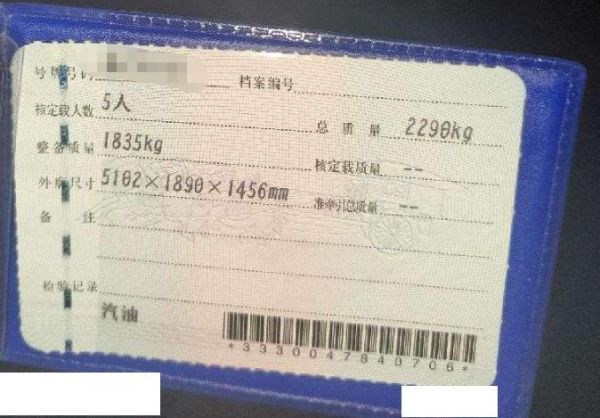 号牌号码
档案编号
核定载人数 5人
总质量 2290kg
整备质量 1835kg
核定载质量 --
外廓尺寸 5102×1890×1456mm
准牵引总质量 --
备注
检验记录
汽油
*3330047840706*